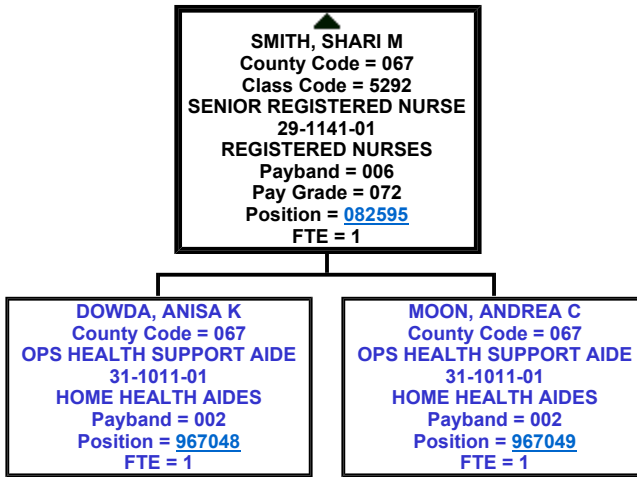 SMITH, SHARI M
County Code = 067
Class Code = 5292
SENIOR REGISTERED NURSE
29-1141-01
REGISTERED NURSES
Payband = 006
Pay Grade = 072
Position = 082595
FTE = 1
DOWDA, ANISA K
County Code = 067
OPS HEALTH SUPPORT AIDE
31-1011-01
HOME HEALTH AIDES
Payband = 002
Position = 967048
FTE = 1
MOON, ANDREA C
County Code = 067
OPS HEALTH SUPPORT AIDE
31-1011-01
HOME HEALTH AIDES
Payband = 002
Position = 967049
FTE = 1